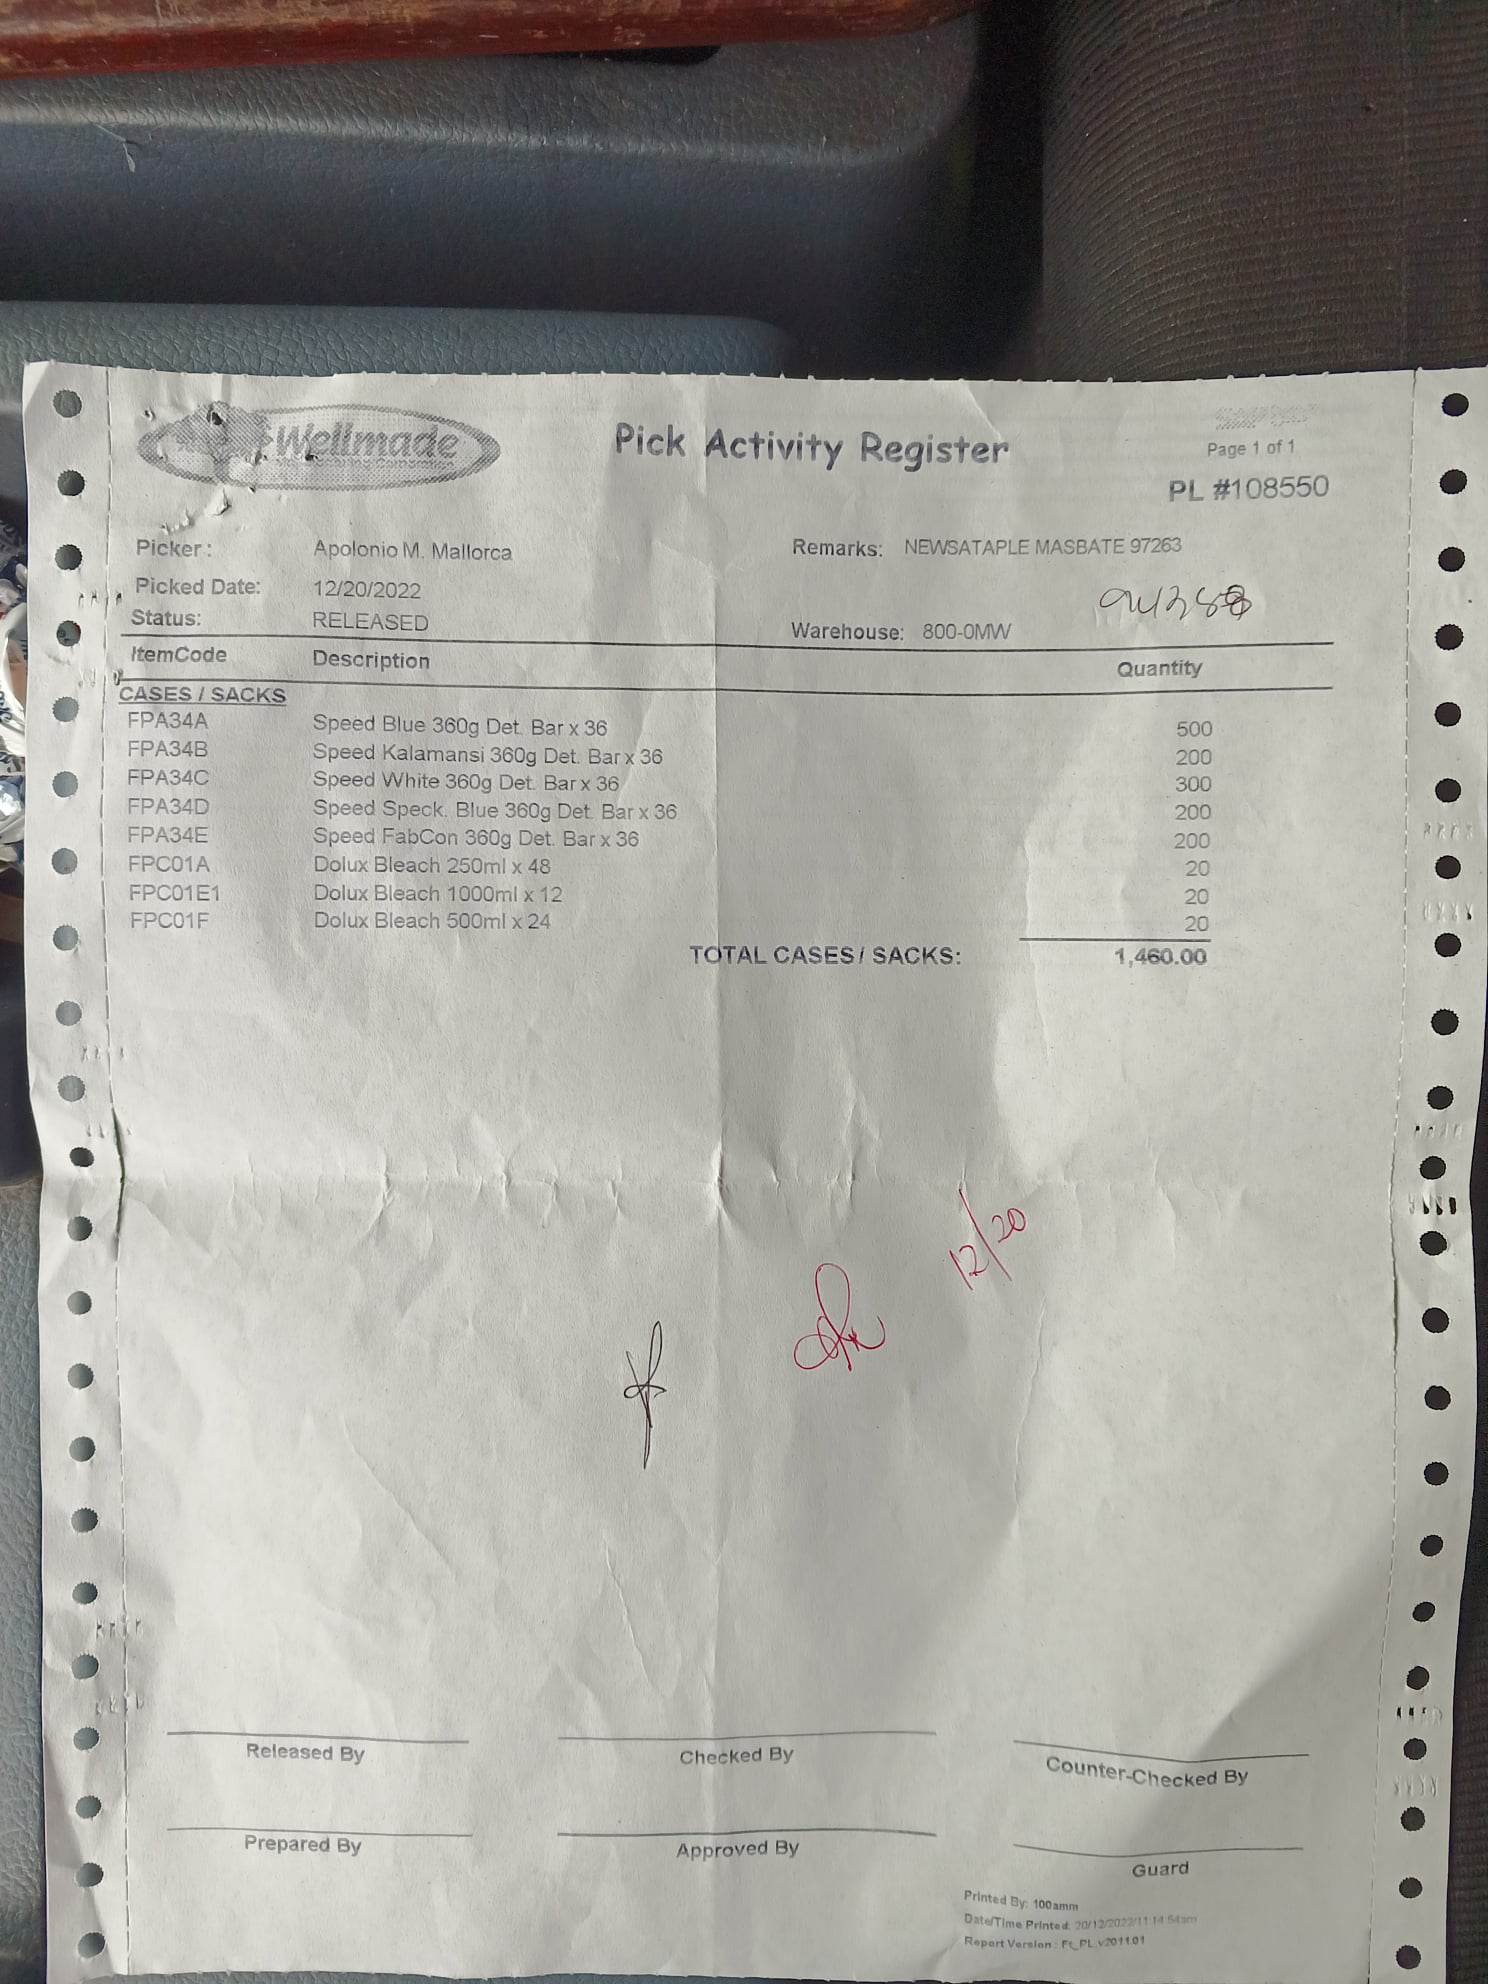 Wellmade
Pick Activity Register
Page 1 of 1
PL #108550
Picker : Apolonio M. Mallorca Remarks: NEWSATAPLE MASBATE 97263
Picked Date: 12/20/2022
Status: RELEASED Warehouse: 800-0MW
ItemCode Description Quantity
CASES / SACKS
FPA34A Speed Blue 360g Det. Bar x 36 500
FPA34B Speed Kalamansi 360g Det. Bar x 36 200
FPA34C Speed White 360g Det. Bar x 36 300
FPA34D Speed Speck. Blue 360g Det. Bar x 36 200
FPA34E Speed FabCon 360g Det. Bar x 36 200
FPC01A Dolux Bleach 250ml x 48 20
FPC01E1 Dolux Bleach 1000ml x 12 20
FPC01F Dolux Bleach 500ml x 24 20
TOTAL CASES / SACKS: 1,460.00
12/20
Released By Checked By Counter-Checked By
Prepared By Approved By Guard
Printed By: 100amm
Date/Time Printed: 20/12/2022/11:14:54am
Report Version : Ft_PL.v2011.01